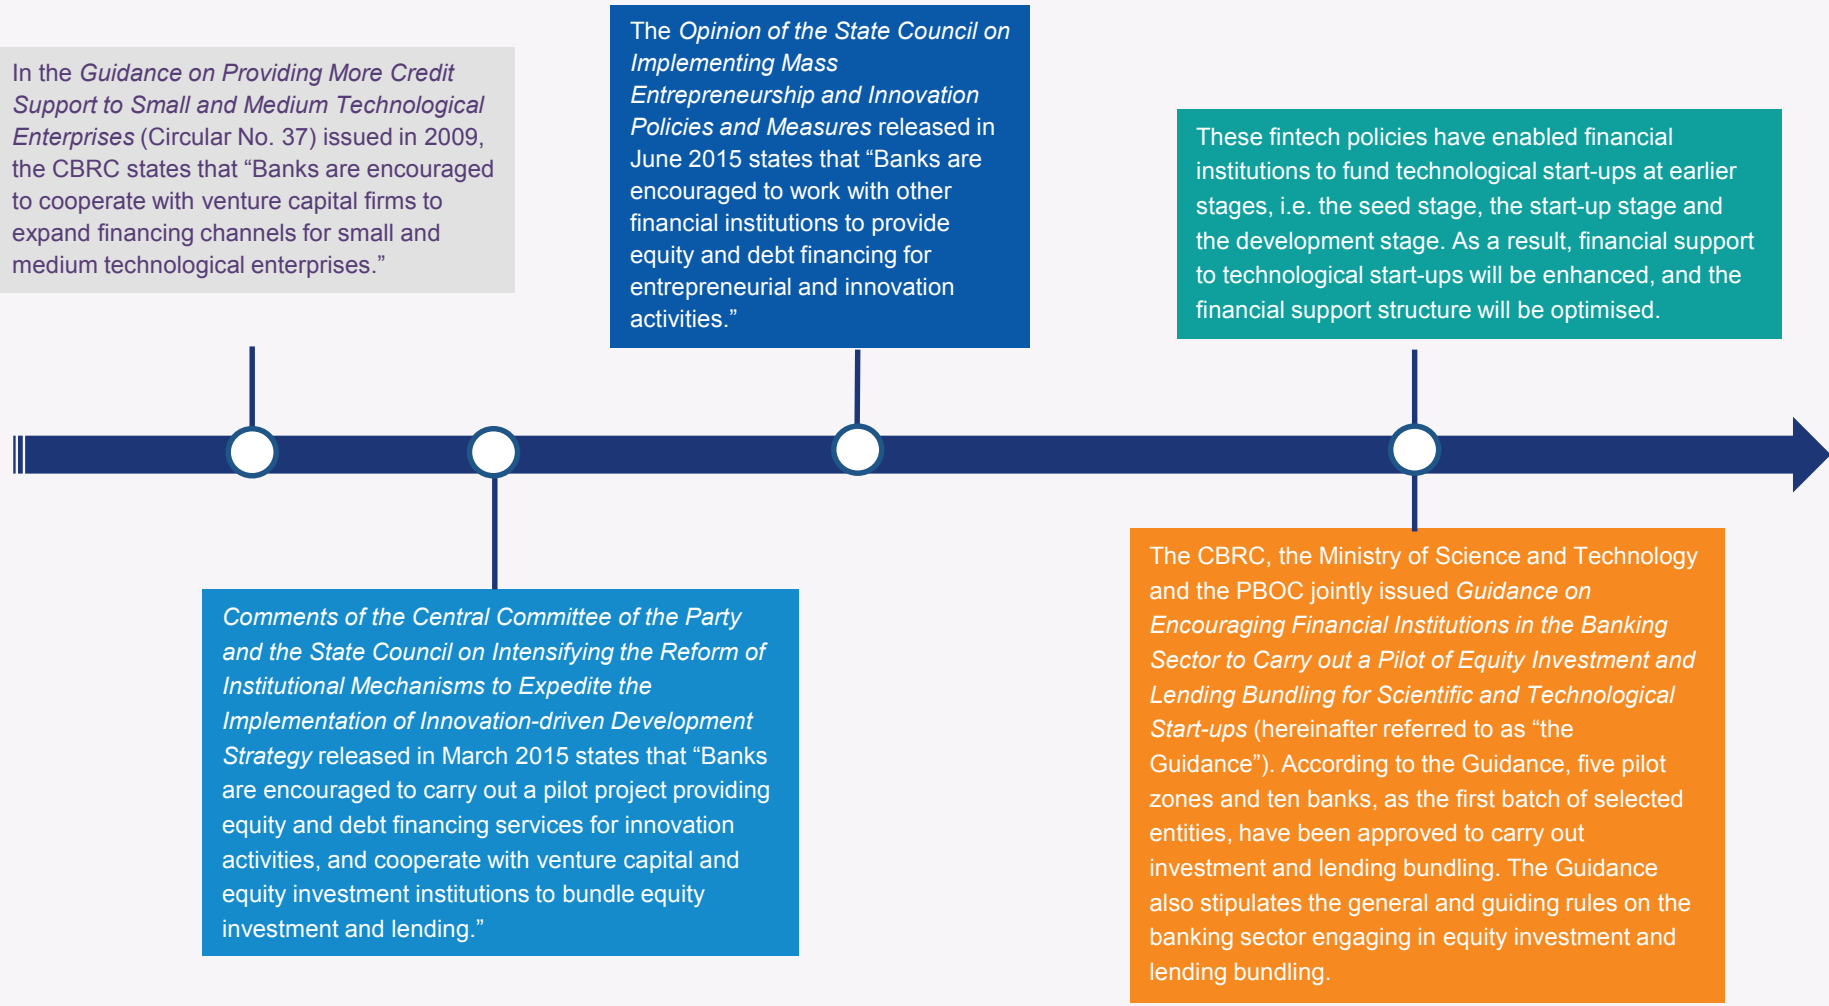 In the Guidance on Providing More Credit
Support to Small and Medium Technological
Enterprises (Circular No. 37) issued in 2009,
the CBRC states that “Banks are encouraged
to cooperate with venture capital firms to
expand financing channels for small and
medium technological enterprises.”
The Opinion of the State Council on
Implementing Mass
Entrepreneurship and Innovation
Policies and Measures released in
June 2015 states that “Banks are
encouraged to work with other
financial institutions to provide
equity and debt financing for
entrepreneurial and innovation
activities.”
These fintech policies have enabled financial
institutions to fund technological start-ups at earlier
stages, i.e. the seed stage, the start-up stage and
the development stage. As a result, financial support
to technological start-ups will be enhanced, and the
financial support structure will be optimised.
Comments of the Central Committee of the Party
and the State Council on Intensifying the Reform of
Institutional Mechanisms to Expedite the
Implementation of Innovation-driven Development
Strategy released in March 2015 states that “Banks
are encouraged to carry out a pilot project providing
equity and debt financing services for innovation
activities, and cooperate with venture capital and
equity investment institutions to bundle equity
investment and lending.”
The CBRC, the Ministry of Science and Technology
and the PBOC jointly issued Guidance on
Encouraging Financial Institutions in the Banking
Sector to Carry out a Pilot of Equity Investment and
Lending Bundling for Scientific and Technological
Start-ups (hereinafter referred to as “the
Guidance”). According to the Guidance, five pilot
zones and ten banks, as the first batch of selected
entities, have been approved to carry out
investment and lending bundling. The Guidance
also stipulates the general and guiding rules on the
banking sector engaging in equity investment and
lending bundling.